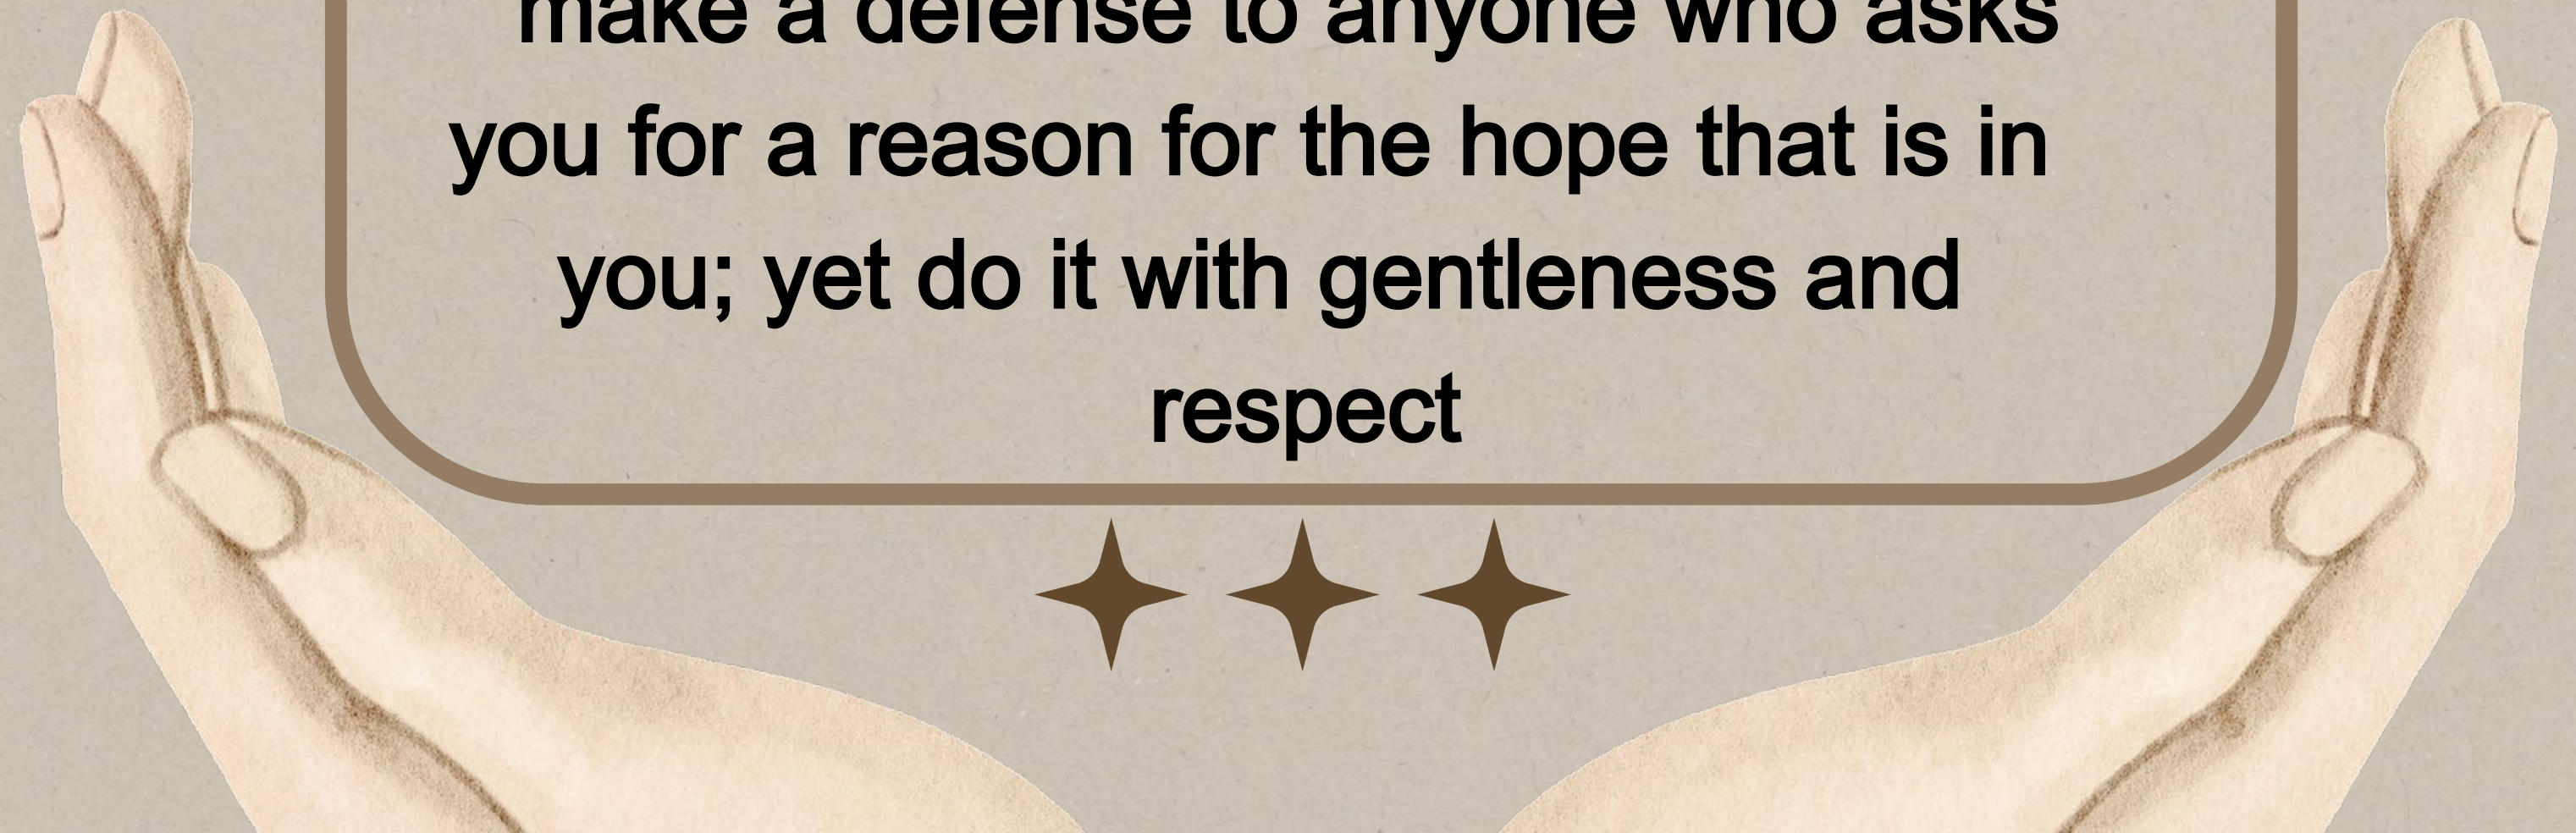 make a defense to anyone who asks
you for a reason for the hope that is in
you; yet do it with gentleness and
respect